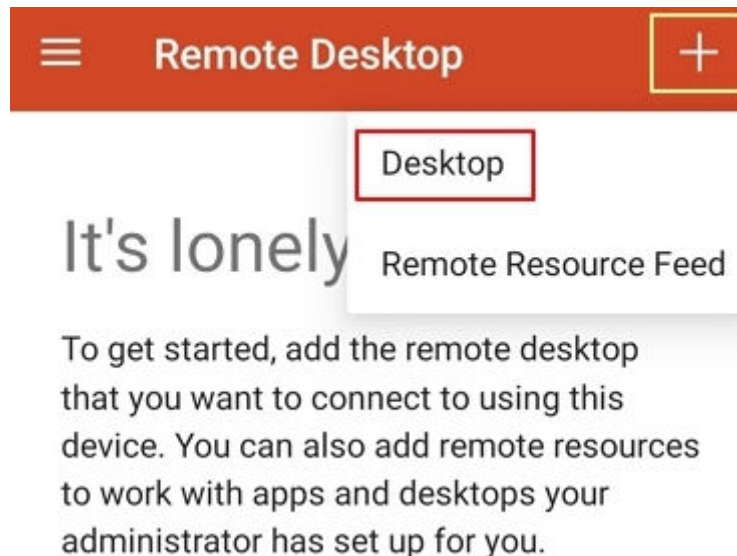 Remote Desktop
Desktop
It's lonely
Remote Resource Feed
To get started, add the remote desktop
that you want to connect to using this
device. You can also add remote resources
to work with apps and desktops your
administrator has set up for you.